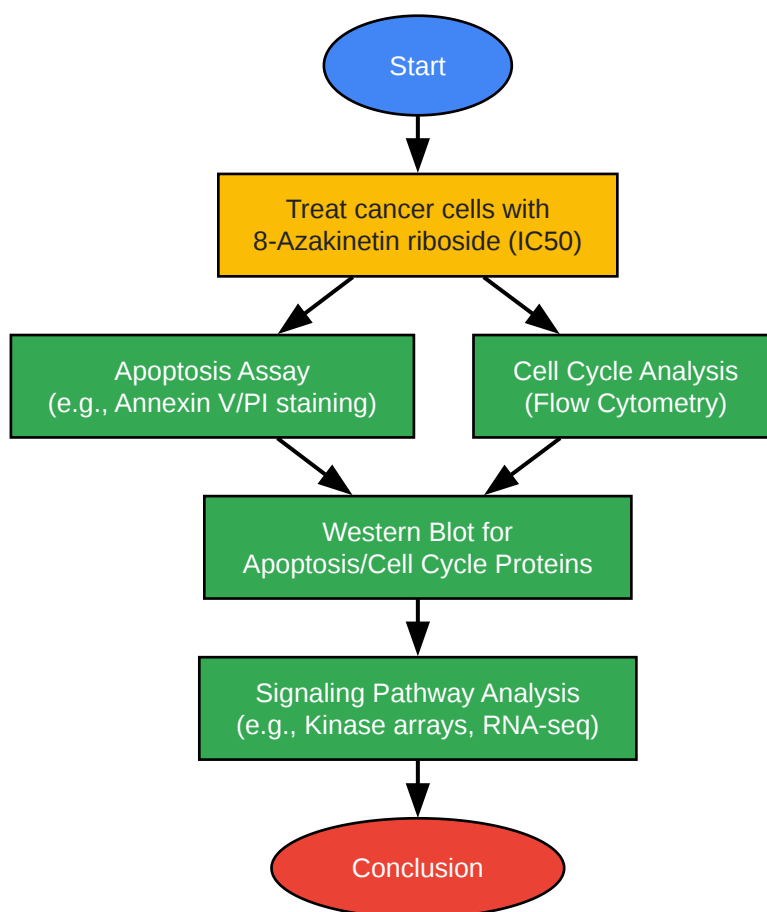 Start
Treat cancer cells with
8-Azakinetin riboside (IC50)
Apoptosis Assay
(e.g., Annexin V/PI staining)
Cell Cycle Analysis
(Flow Cytometry)
Western Blot for
Apoptosis/Cell Cycle Proteins
Signaling Pathway Analysis
(e.g., Kinase arrays, RNA-seq)
Conclusion